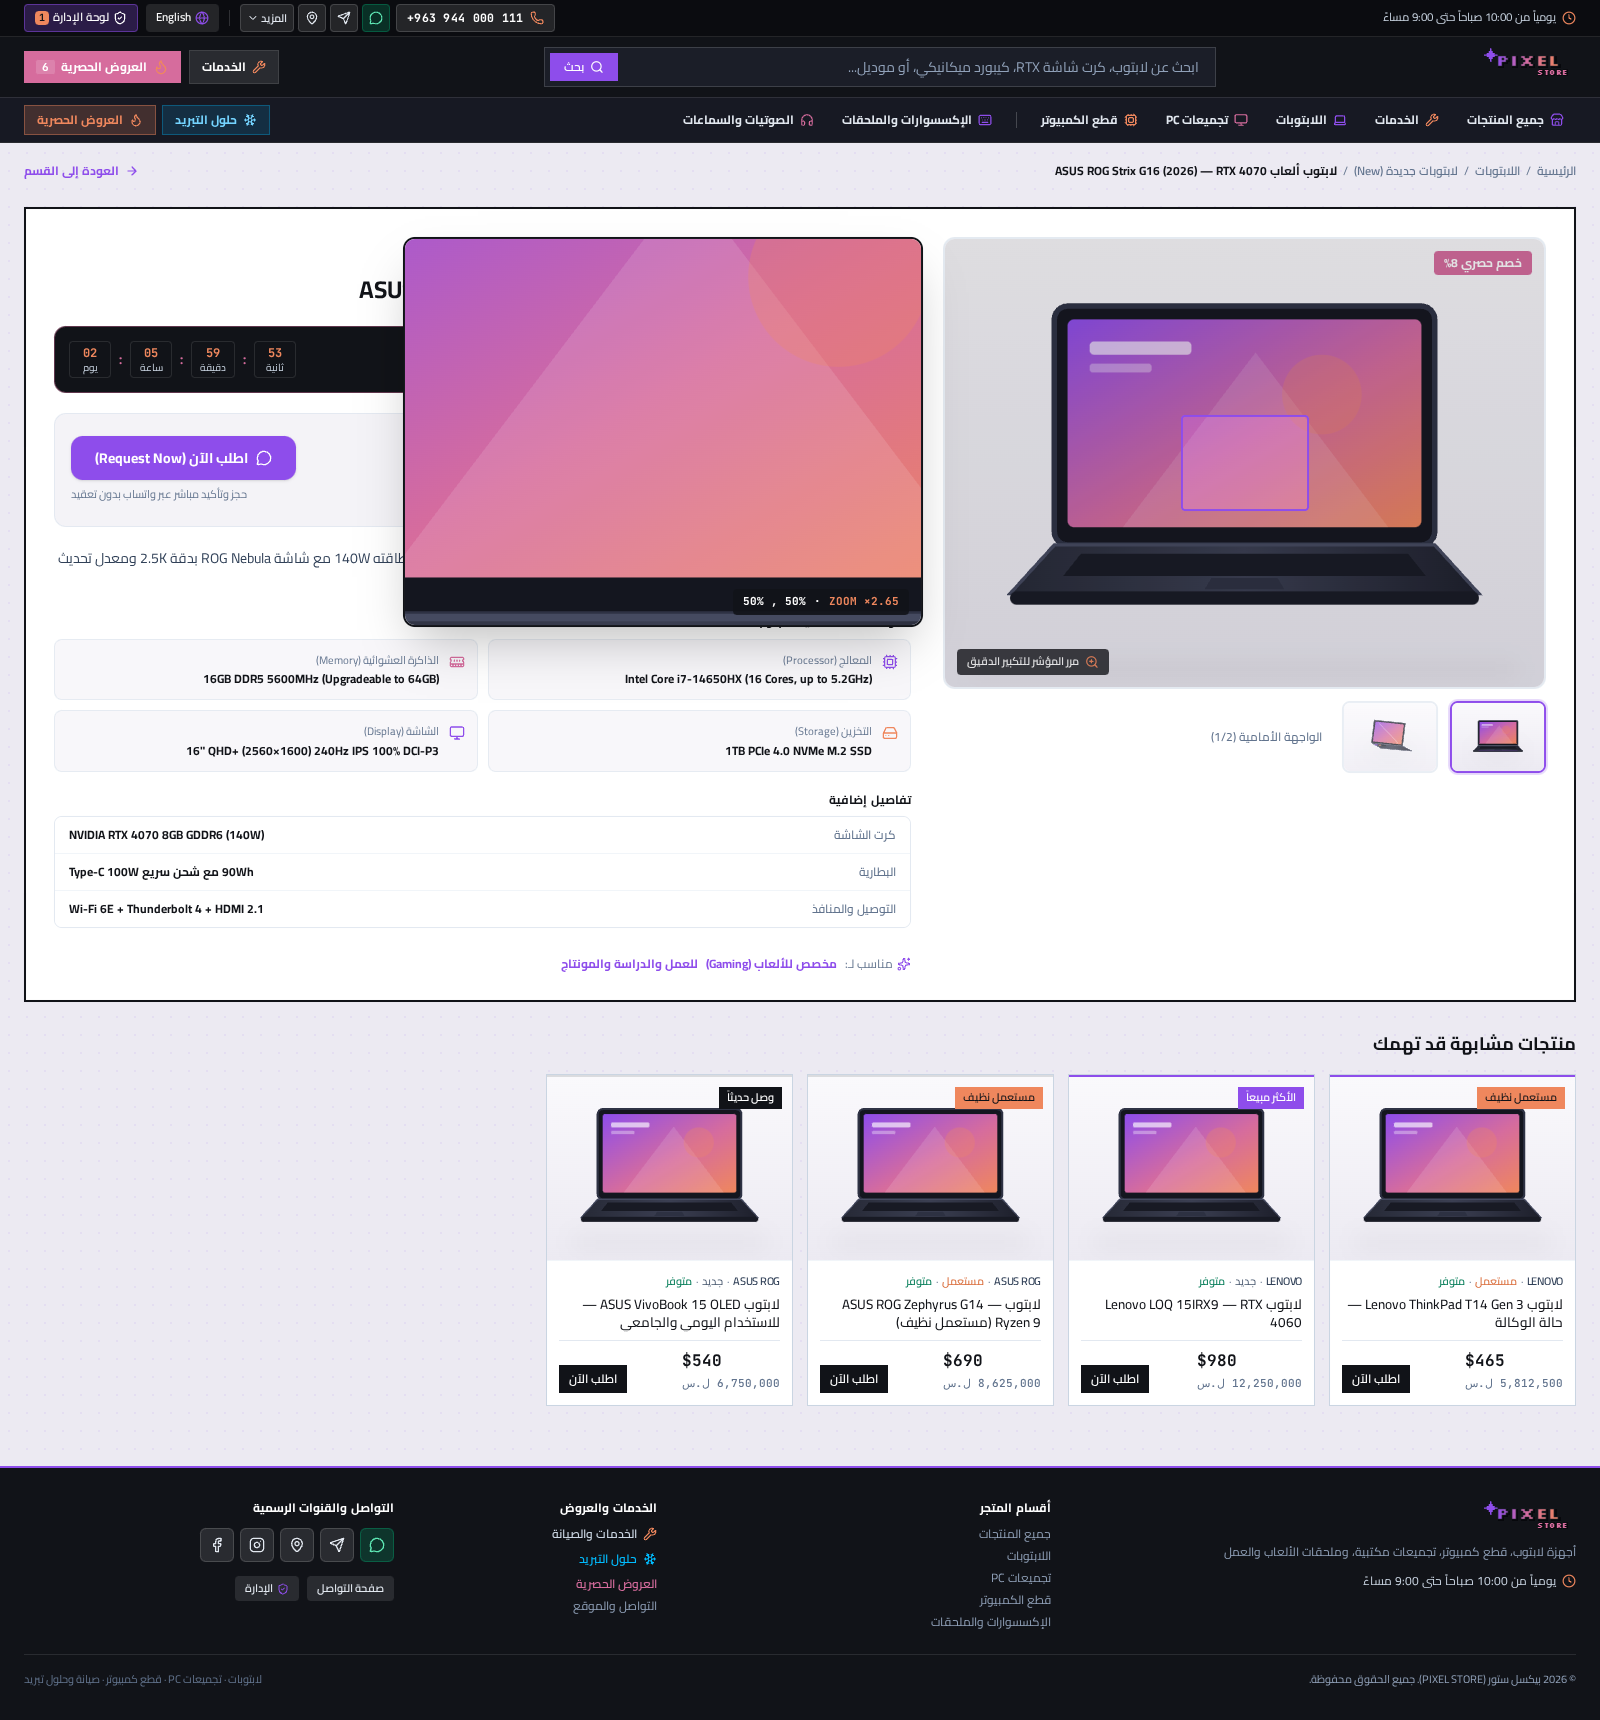 يومياً من 10:00 صباحاً حتى 9:00 مساءً
+963 944 000 111
المزيد
English
لوحة الإدارة 1
PIXEL STORE
ابحث عن لابتوب، كرت شاشة RTX، كيبورد ميكانيكي، أو موديل...
بحث
الخدمات
العروض الحصرية 6
جميع المنتجات
الخدمات
اللابتوبات
تجميعات PC
قطع الكمبيوتر
الإكسسوارات والملحقات
الصوتيات والسماعات
حلول التبريد
العروض الحصرية
الرئيسية / اللابتوبات / لابتوبات جديدة (New) / لابتوب ألعاب ASUS ROG Strix G16 (2026) — RTX 4070
العودة إلى القسم
خصم حصري 8%
مرر المؤشر للتكبير الدقيق
الواجهة الأمامية (1/2)
ASU
53 ثانية : 59 دقيقة : 05 ساعة : 02 يوم
اطلب الآن (Request Now)
حجز وتأكيد مباشر عبر واتساب بدون تعقيد
140W مع شاشة ROG Nebula بدقة 2.5K ومعدل تحديث
50% , 50% · ZOOM ×2.65
المعالج (Processor)
Intel Core i7-14650HX (16 Cores, up to 5.2GHz)
الذاكرة العشوائية (Memory)
16GB DDR5 5600MHz (Upgradeable to 64GB)
التخزين (Storage)
1TB PCIe 4.0 NVMe M.2 SSD
الشاشة (Display)
16" QHD+ (2560×1600) 240Hz IPS 100% DCI-P3
تفاصيل إضافية
كرت الشاشة
NVIDIA RTX 4070 8GB GDDR6 (140W)
البطارية
90Wh مع شحن سريع Type-C 100W
التوصيل والمنافذ
Wi-Fi 6E + Thunderbolt 4 + HDMI 2.1
مناسب لـ: مخصص للألعاب (Gaming) للعمل والدراسة والمونتاج
منتجات مشابهة قد تهمك
مستعمل نظيف
LENOVO · مستعمل · متوفر
لابتوب Lenovo ThinkPad T14 Gen 3 —
حالة الوكالة
$465
5,812,500 ل.س
اطلب الآن
الأكثر مبيعاً
LENOVO · جديد · متوفر
لابتوب Lenovo LOQ 15IRX9 — RTX
4060
$980
12,250,000 ل.س
اطلب الآن
مستعمل نظيف
ASUS ROG · مستعمل · متوفر
لابتوب ASUS ROG Zephyrus G14 —
Ryzen 9 (مستعمل نظيف)
$690
8,625,000 ل.س
اطلب الآن
وصل حديثاً
ASUS ROG · جديد · متوفر
لابتوب ASUS VivoBook 15 OLED —
للاستخدام اليومي والجامعي
$540
6,750,000 ل.س
اطلب الآن
PIXEL STORE
أجهزة لابتوب، قطع كمبيوتر، تجميعات مكتبية، وملحقات الألعاب والعمل
يومياً من 10:00 صباحاً حتى 9:00 مساءً
أقسام المتجر
جميع المنتجات
اللابتوبات
تجميعات PC
قطع الكمبيوتر
الإكسسوارات والملحقات
الخدمات والعروض
الخدمات والصيانة
حلول التبريد
العروض الحصرية
التواصل والموقع
التواصل والقنوات الرسمية
صفحة التواصل
الإدارة
© 2026 بيكسل ستور (PIXEL STORE). جميع الحقوق محفوظة.
لابتوبات · تجميعات PC · قطع كمبيوتر · صيانة وحلول تبريد